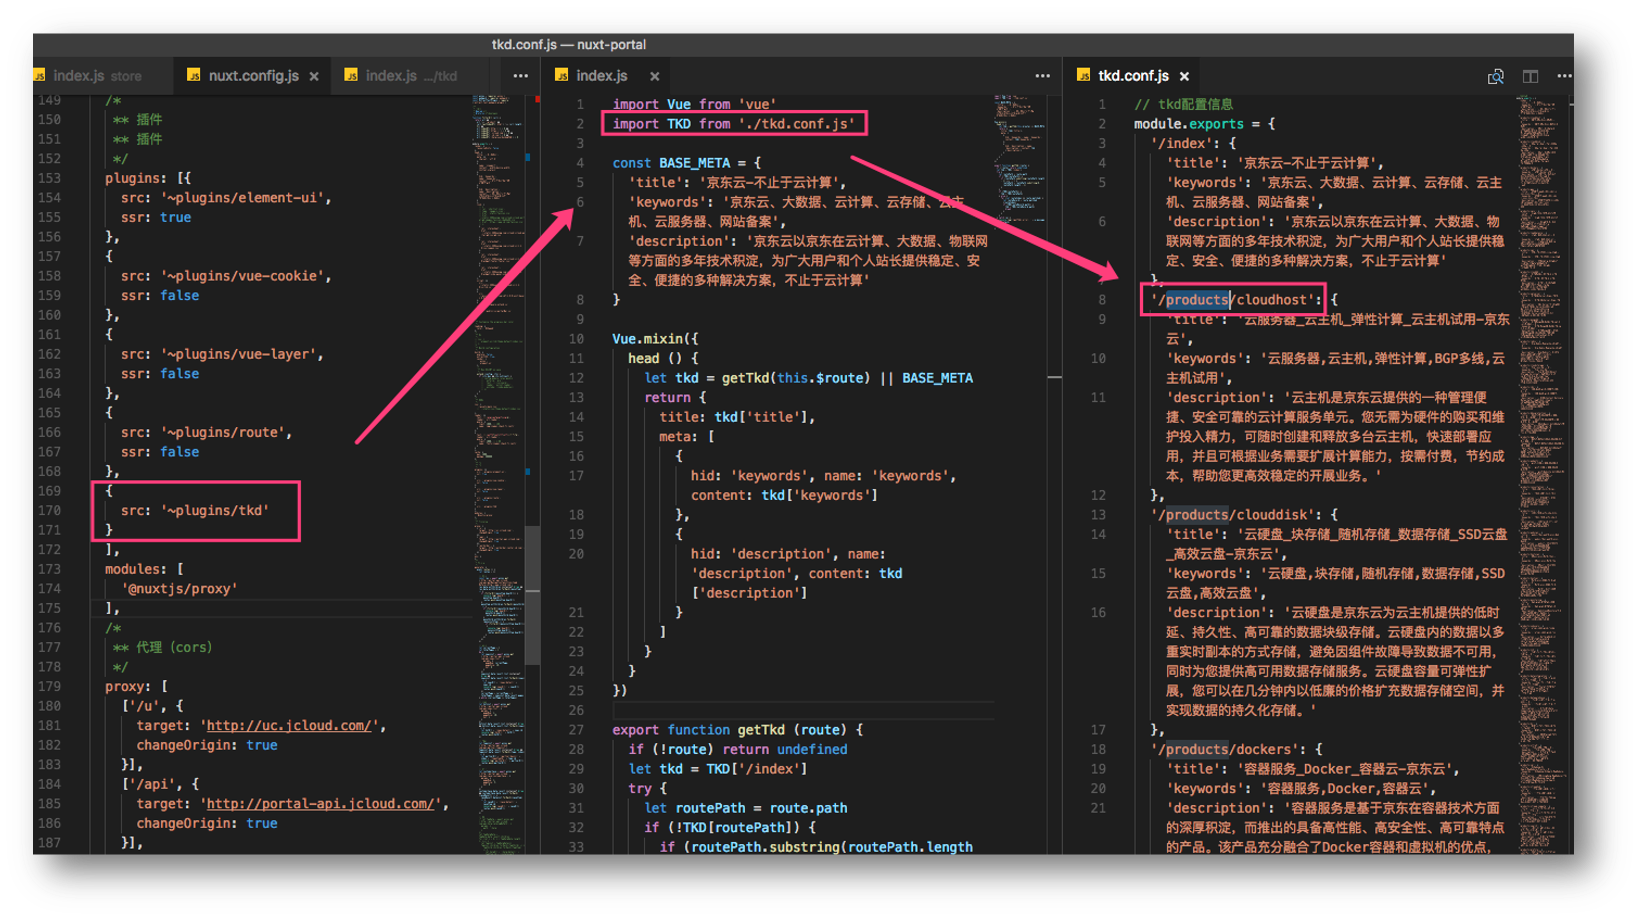 tkd.conf.js — nuxt-portal
index.js store
nuxt.config.js ×
index.js .../tkd
149 /*
150 ** 插件
151 ** 插件
152 */
153 plugins: [{
154 src: '~plugins/element-ui',
155 ssr: true
156 },
157 {
158 src: '~plugins/vue-cookie',
159 ssr: false
160 },
161 {
162 src: '~plugins/vue-layer',
163 ssr: false
164 },
165 {
166 src: '~plugins/route',
167 ssr: false
168 },
169 {
170 src: '~plugins/tkd'
171 }
172 ],
173 modules: [
174 '@nuxtjs/proxy'
175 ],
176 /*
177 ** 代理（cors）
178 */
179 proxy: [
180 ['/u', {
181 target: 'http://uc.jcloud.com/',
182 changeOrigin: true
183 }],
184 ['/api', {
185 target: 'http://portal-api.jcloud.com/',
186 changeOrigin: true
187 }],
index.js ×
1 import Vue from 'vue'
2 import TKD from './tkd.conf.js'
3
4 const BASE_META = {
5 'title': '京东云-不止于云计算',
6 'keywords': '京东云、大数据、云计算、云存储、云主
机、云服务器、网站备案',
7 'description': '京东云以京东在云计算、大数据、物联网
等方面的多年技术积淀，为广大用户和个人站长提供稳定、安
全、便捷的多种解决方案，不止于云计算'
8 }
9
10 Vue.mixin({
11 head () {
12 let tkd = getTkd(this.$route) || BASE_META
13 return {
14 title: tkd['title'],
15 meta: [
16 {
17 hid: 'keywords', name: 'keywords',
content: tkd['keywords']
18 },
19 {
20 hid: 'description', name:
'description', content: tkd
['description']
21 }
22 ]
23 }
24 }
25 })
26
27 export function getTkd (route) {
28 if (!route) return undefined
29 let tkd = TKD['/index']
30 try {
31 let routePath = route.path
32 if (!TKD[routePath]) {
33 if (routePath.substring(routePath.length
tkd.conf.js ×
1 // tkd配置信息
2 module.exports = {
3 '/index': {
4 'title': '京东云-不止于云计算',
5 'keywords': '京东云、大数据、云计算、云存储、云主
机、云服务器、网站备案',
6 'description': '京东云以京东在云计算、大数据、物
联网等方面的多年技术积淀，为广大用户和个人站长提供稳
定、安全、便捷的多种解决方案，不止于云计算'
},
8 '/products/cloudhost': {
9 'title': '云服务器_云主机_弹性计算_云主机试用-京东
云',
10 'keywords': '云服务器,云主机,弹性计算,BGP多线,云
主机试用',
11 'description': '云主机是京东云提供的一种管理便
捷、安全可靠的云计算服务单元。您无需为硬件的购买和维
护投入精力，可随时创建和释放多台云主机，快速部署应
用，并且可根据业务需要扩展计算能力，按需付费，节约成
本，帮助您更高效稳定的开展业务。'
12 },
13 '/products/clouddisk': {
14 'title': '云硬盘_块存储_随机存储_数据存储_SSD云盘
_高效云盘-京东云',
15 'keywords': '云硬盘,块存储,随机存储,数据存储,SSD
云盘,高效云盘',
16 'description': '云硬盘是京东云为云主机提供的低时
延、持久性、高可靠的数据块级存储。云硬盘内的数据以多
重实时副本的方式存储，避免因组件故障导致数据不可用，
同时为您提供高可用数据存储服务。云硬盘容量可弹性扩
展，您可以在几分钟内以低廉的价格扩充数据存储空间，并
实现数据的持久化存储。'
17 },
18 '/products/dockers': {
19 'title': '容器服务_Docker_容器云-京东云',
20 'keywords': '容器服务,Docker,容器云',
21 'description': '容器服务是基于京东在容器技术方面
的深厚积淀，而推出的具备高性能、高安全性、高可靠特点
的产品。该产品充分融合了Docker容器和虚拟机的优点，